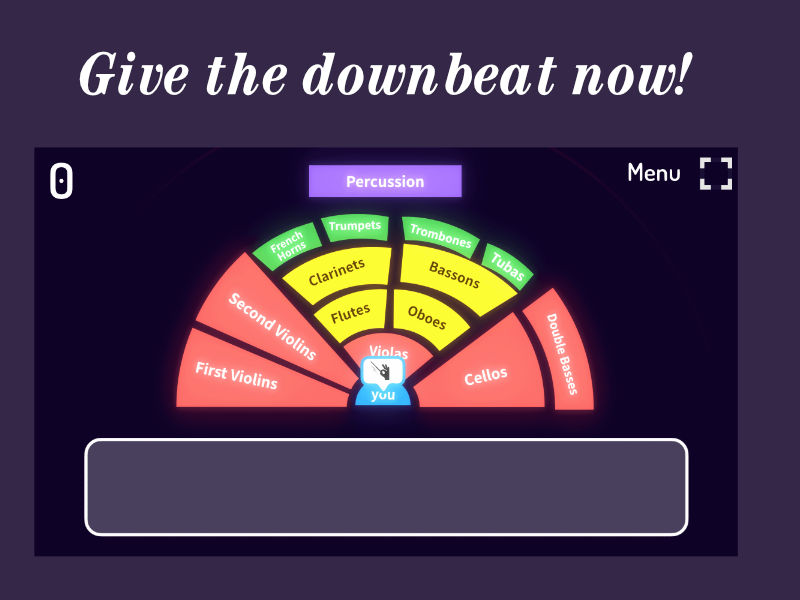 Give the downbeat now!
0
Menu
Percussion
French
Horns
Trumpets
Trombones
Tubas
Clarinets
Bassons
Flutes
Oboes
Second Violins
First Violins
Violas
Cellos
Double Basses
you